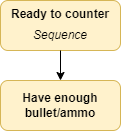 Ready to counter
Sequence
Have enough
bullet/ammo